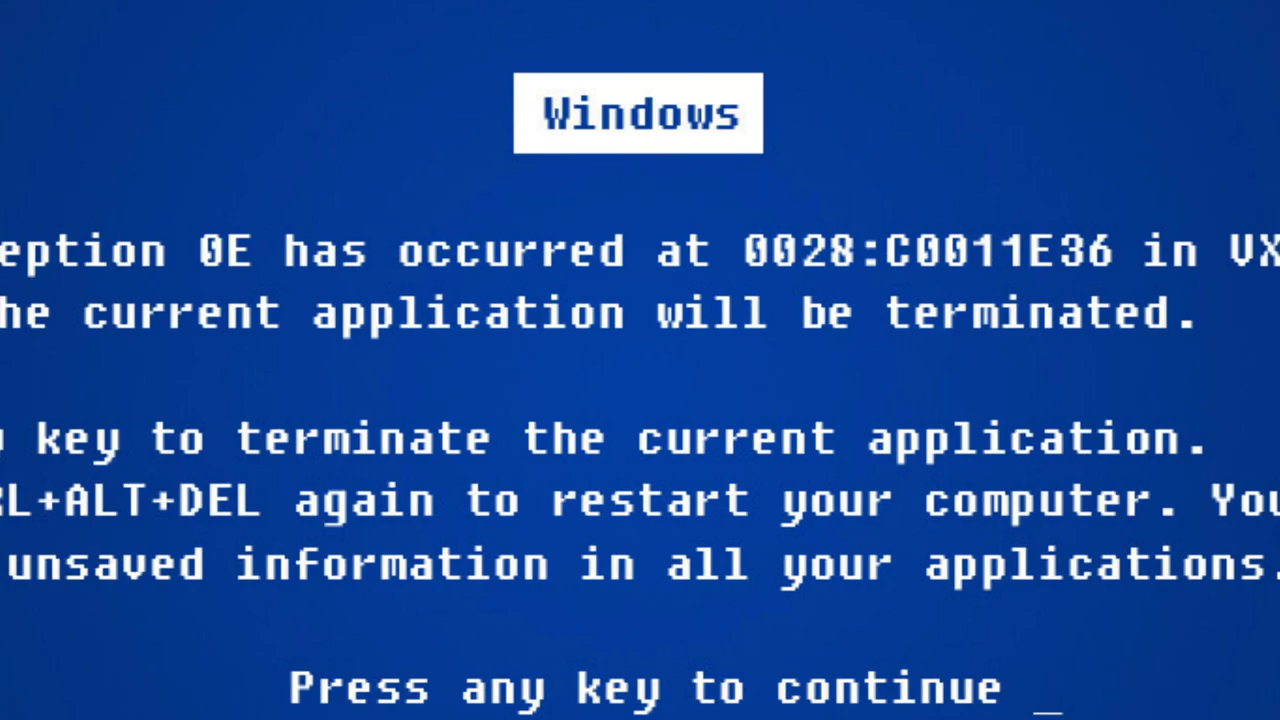 Windows
eption 0E has occurred at 0028:C0011E36 in VX
he current application will be terminated.
key to terminate the current application.
RL+ALT+DEL again to restart your computer. You
unsaved information in all your applications.
Press any key to continue _